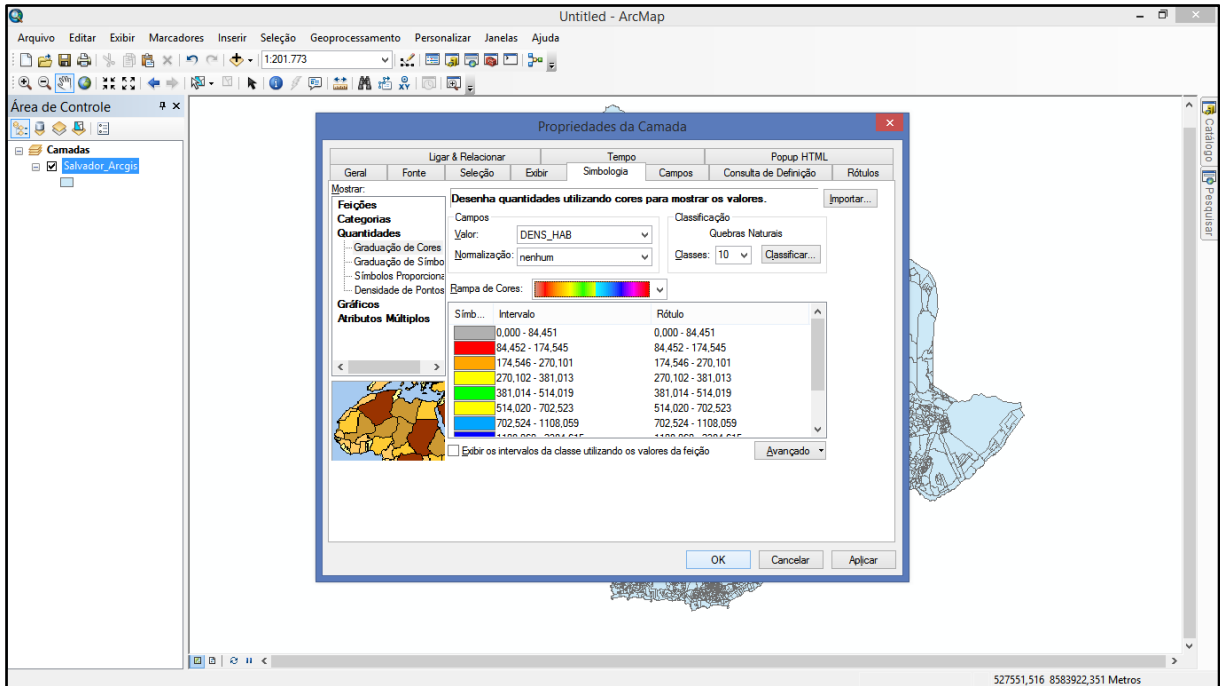 Untitled - ArcMap
Arquivo Editar Exibir Marcadores Inserir Seleção Geoprocessamento Personalizar Janelas Ajuda
1:201.773
Área de Controle
Camadas
Salvador_Arcgis
Catálogo
Pesquisar
Propriedades da Camada
Ligar & Relacionar Tempo Popup HTML
Geral Fonte Seleção Exibir Simbologia Campos Consulta de Definição Rótulos
Mostrar:
Feições
Categorias
Quantidades
Graduação de Cores
Graduação de Símbo
Símbolos Proporciona
Densidade de Pontos
Gráficos
Atributos Múltiplos
Desenha quantidades utilizando cores para mostrar os valores.
Importar...
Campos
Valor: DENS_HAB
Normalização: nenhum
Classificação
Quebras Naturais
Classes: 10 Classificar...
Rampa de Cores:
Símb... Intervalo Rótulo
0,000 - 84,451 0,000 - 84,451
84,452 - 174,545 84,452 - 174,545
174,546 - 270,101 174,546 - 270,101
270,102 - 381,013 270,102 - 381,013
381,014 - 514,019 381,014 - 514,019
514,020 - 702,523 514,020 - 702,523
702,524 - 1108,059 702,524 - 1108,059
Exibir os intervalos da classe utilizando os valores da feição
Avançado
OK Cancelar Aplicar
527551,516 8583922,351 Metros